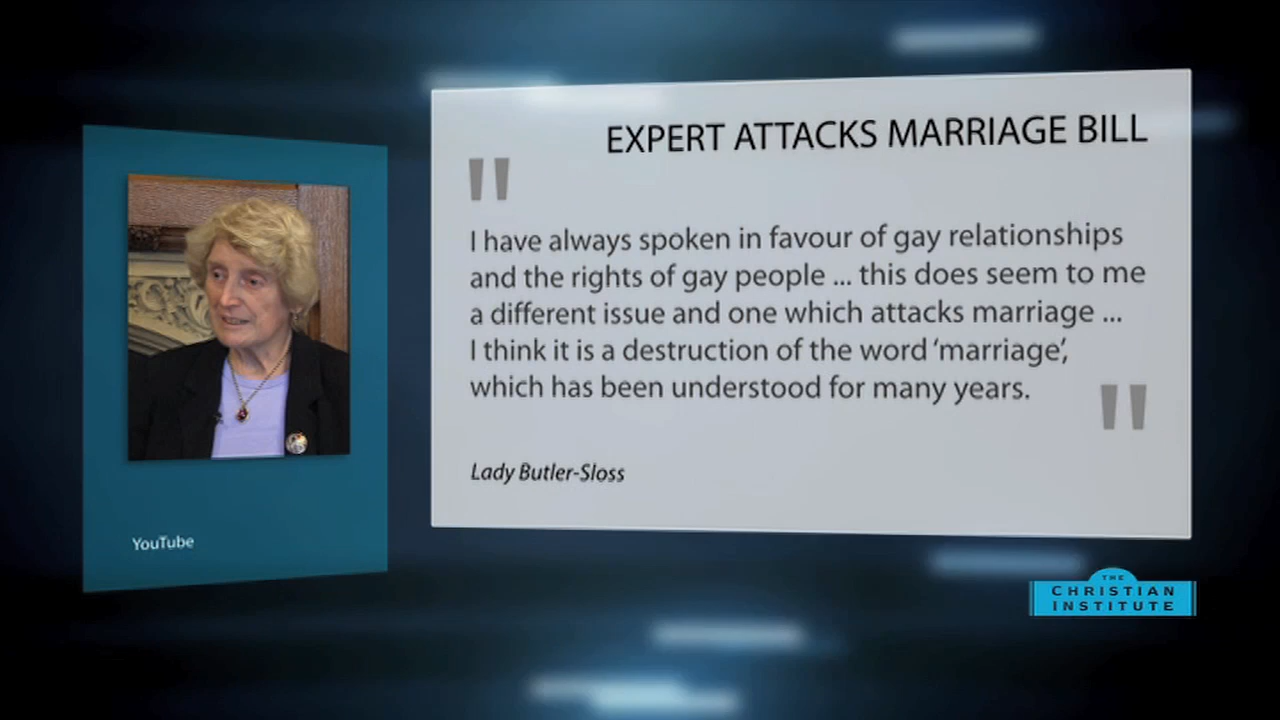 EXPERT ATTACKS MARRIAGE BILL
"
I have always spoken in favour of gay relationships
and the rights of gay people ... this does seem to me
a different issue and one which attacks marriage ...
I think it is a destruction of the word ‘marriage’,
which has been understood for many years.
"
Lady Butler-Sloss
YouTube
THE
CHRISTIAN
INSTITUTE